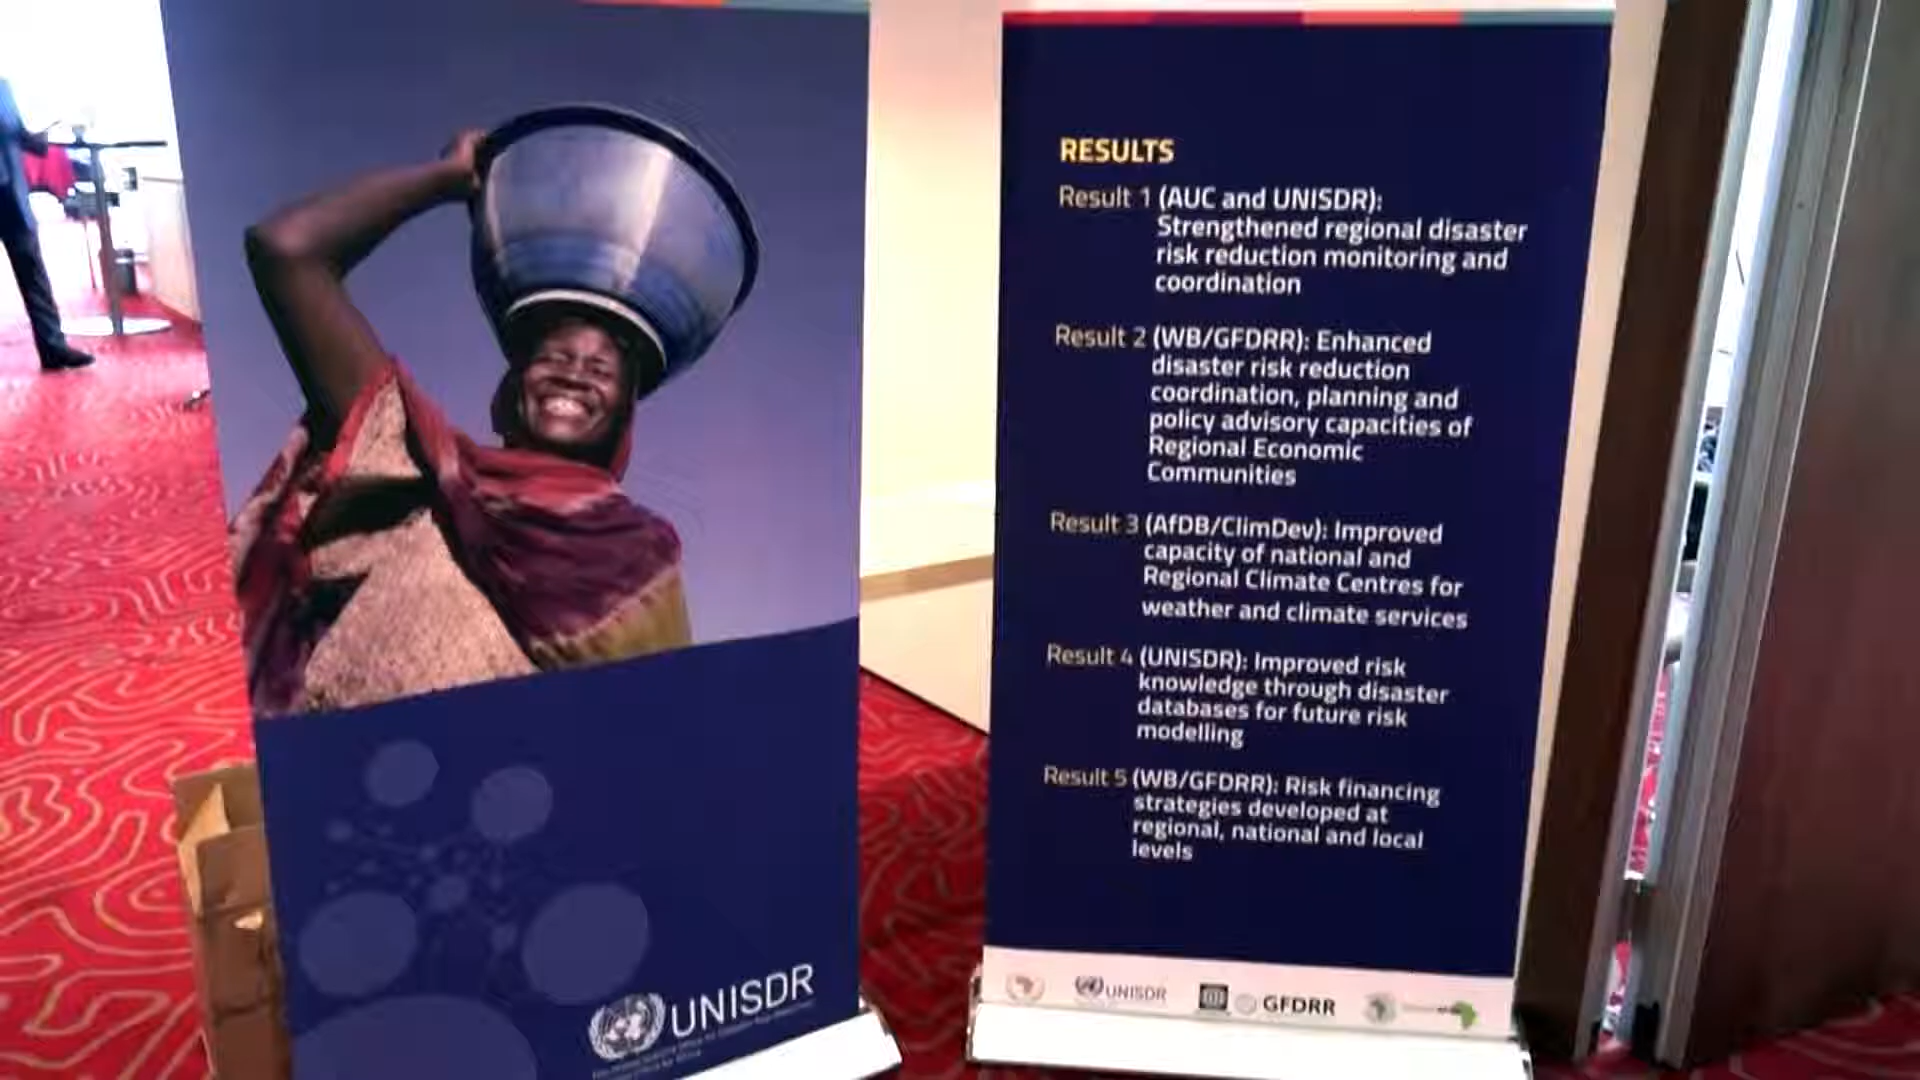 UNISDR
RESULTS
Result 1 (AUC and UNISDR):
Strengthened regional disaster
risk reduction monitoring and
coordination
Result 2 (WB/GFDRR): Enhanced
disaster risk reduction
coordination, planning and
policy advisory capacities of
Regional Economic
Communities
Result 3 (AfDB/ClimDev): Improved
capacity of national and
Regional Climate Centres for
weather and climate services
Result 4 (UNISDR): Improved risk
knowledge through disaster
databases for future risk
modelling
Result 5 (WB/GFDRR): Risk financing
strategies developed at
regional, national and local
levels
UNISDR
GFDRR